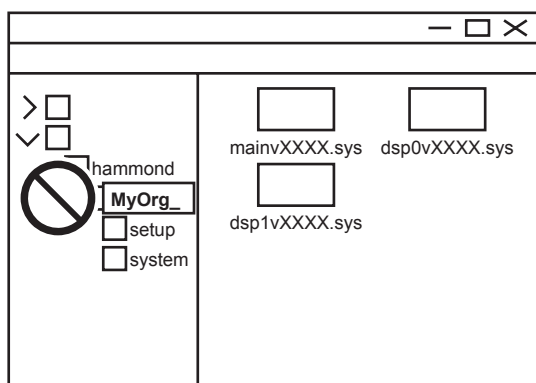 hammond
MyOrg_
setup
system
mainvXXXX.sys
dsp0vXXXX.sys
dsp1vXXXX.sys